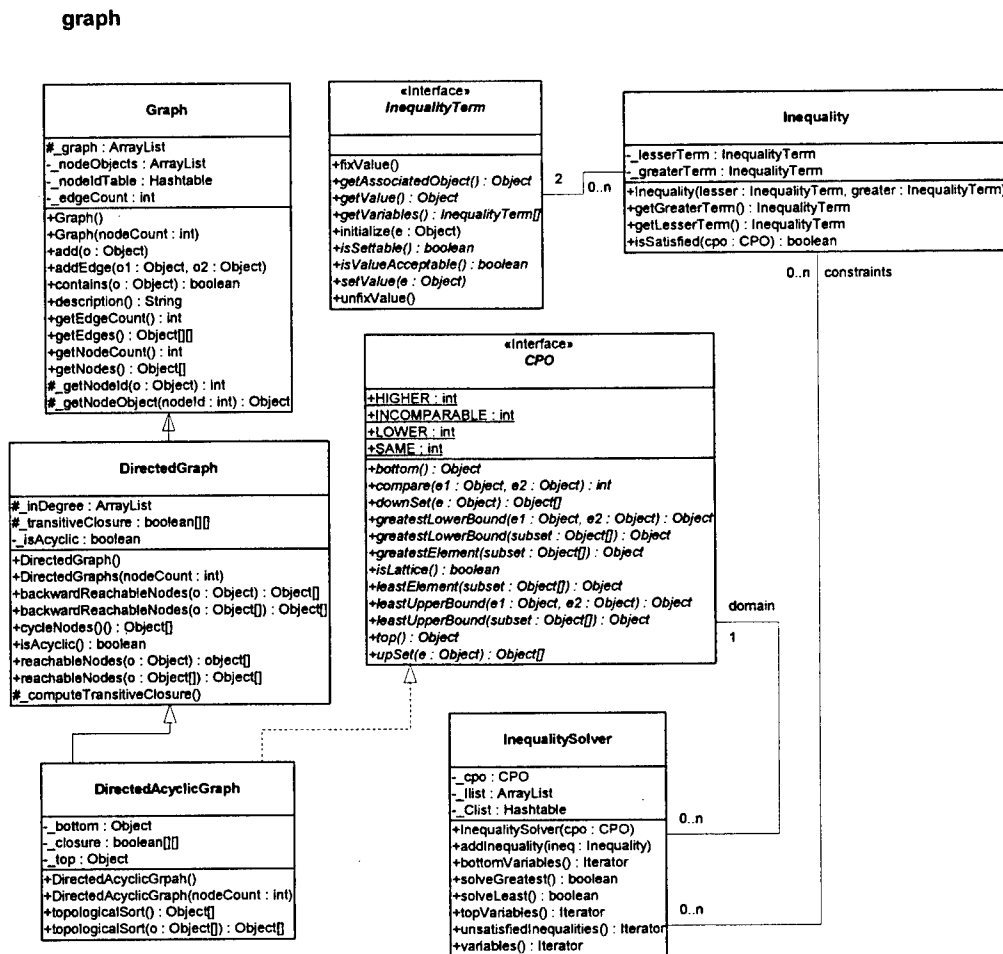 graph
Graph
#_graph : ArrayList
-_nodeObjects : ArrayList
-_nodeIdTable : Hashtable
-_edgeCount : int
+Graph()
+Graph(nodeCount : int)
+add(o : Object)
+addEdge(o1 : Object, o2 : Object)
+contains(o : Object) : boolean
+description() : String
+getEdgeCount() : int
+getEdges() : Object[][]
+getNodeCount() : int
+getNodes() : Object[]
#_getNodeId(o : Object) : int
#_getNodeObject(nodeId : int) : Object
«Interface»
InequalityTerm
+fixValue()
+getAssociatedObject() : Object
+getValue() : Object
+getVariables() : InequalityTerm[]
+initialize(e : Object)
+isSettable() : boolean
+isValueAcceptable() : boolean
+setValue(e : Object)
+unfixValue()
2
0..n
Inequality
-_lesserTerm : InequalityTerm
-_greaterTerm : InequalityTerm
+Inequality(lesser : InequalityTerm, greater : InequalityTerm)
+getGreaterTerm() : InequalityTerm
+getLesserTerm() : InequalityTerm
+isSatisfied(cpo : CPO) : boolean
0..n constraints
«Interface»
CPO
+HIGHER : int
+INCOMPARABLE : int
+LOWER : int
+SAME : int
+bottom() : Object
+compare(e1 : Object, e2 : Object) : int
+downSet(e : Object) : Object[]
+greatestLowerBound(e1 : Object, e2 : Object) : Object
+greatestLowerBound(subset : Object[]) : Object
+greatestElement(subset : Object[]) : Object
+isLattice() : boolean
+leastElement(subset : Object[]) : Object
+leastUpperBound(e1 : Object, e2 : Object) : Object
+leastUpperBound(subset : Object[]) : Object
+top() : Object
+upSet(e : Object) : Object[]
domain
1
DirectedGraph
#_inDegree : ArrayList
#_transitiveClosure : boolean[][]
-_isAcyclic : boolean
+DirectedGraph()
+DirectedGraphs(nodeCount : int)
+backwardReachableNodes(o : Object) : Object[]
+backwardReachableNodes(o : Object[]) : Object[]
+cycleNodes()() : Object[]
+isAcyclic() : boolean
+reachableNodes(o : Object) : object[]
+reachableNodes(o : Object[]) : Object[]
#_computeTransitiveClosure()
DirectedAcyclicGraph
-_bottom : Object
-_closure : boolean[][]
-_top : Object
+DirectedAcyclicGrpah()
+DirectedAcyclicGraph(nodeCount : int)
+topologicalSort() : Object[]
+topologicalSort(o : Object[]) : Object[]
InequalitySolver
-_cpo : CPO
-_Ilist : ArrayList
-_Clist : Hashtable
+InequalitySolver(cpo : CPO)
+addInequality(ineq : Inequality)
+bottomVariables() : Iterator
+solveGreatest() : boolean
+solveLeast() : boolean
+topVariables() : Iterator
+unsatisfiedInequalities() : Iterator
+variables() : Iterator
0..n
0..n